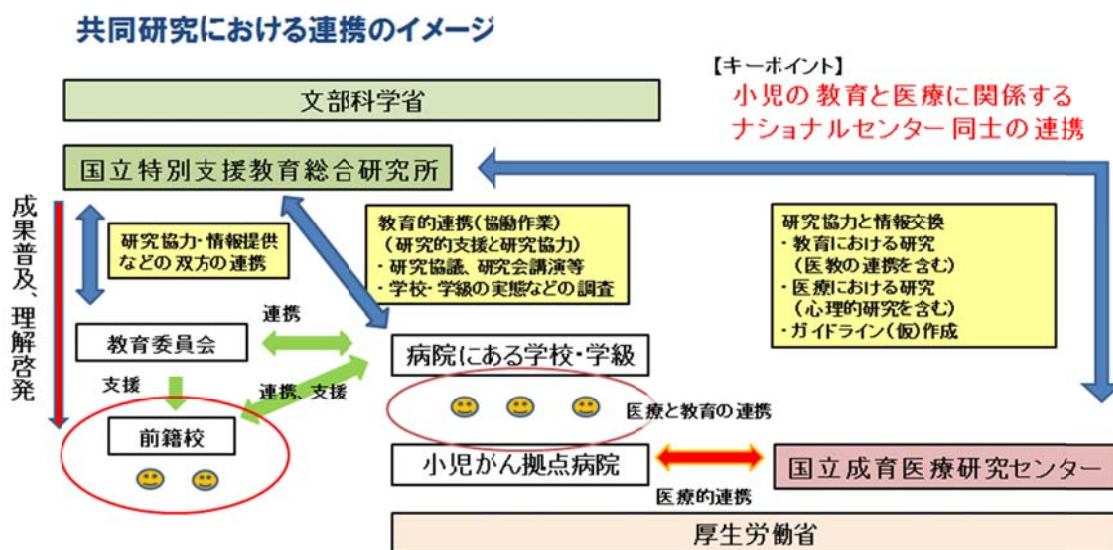 共同研究における連携のイメージ
【キーポイント】
小児の教育と医療に関係する
ナショナルセンター同士の連携
文部科学省
国立特別支援教育総合研究所
成果普及、理解啓発
研究協力・情報提供
などの双方の連携
教育的連携(協働作業)
(研究的支援と研究協力)
・研究協議、研究会講演等
・学校・学級の実態などの調査
研究協力と情報交換
・教育における研究
(医教の連携を含む)
・医療における研究
(心理的研究を含む)
・ガイドライン(仮)作成
教育委員会
連携
病院にある学校・学級
支援
連携、支援
医療と教育の連携
前籍校
小児がん拠点病院
国立成育医療研究センター
医療的連携
厚生労働省